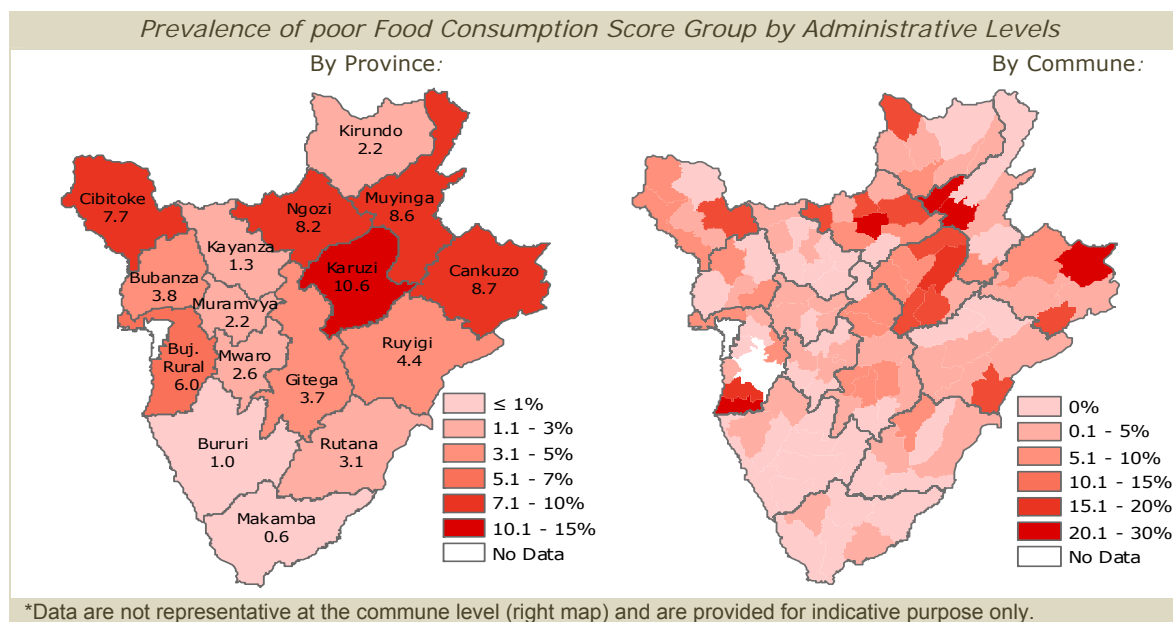 Prevalence of poor Food Consumption Score Group by Administrative Levels
By Province:
Kirundo
2.2
Cibitoke
7.7
Ngozi
8.2
Muyinga
8.6
Kayanza
1.3
Karuzi
10.6
Cankuzo
8.7
Bubanza
3.8
Muramvya
2.2
Buj.
Rural
6.0
Mwaro
2.6
Gitega
3.7
Ruyigi
4.4
Bururi
1.0
Rutana
3.1
Makamba
0.6
≤ 1%
1.1 - 3%
3.1 - 5%
5.1 - 7%
7.1 - 10%
10.1 - 15%
No Data
By Commune:
0%
0.1 - 5%
5.1 - 10%
10.1 - 15%
15.1 - 20%
20.1 - 30%
No Data
*Data are not representative at the commune level (right map) and are provided for indicative purpose only.